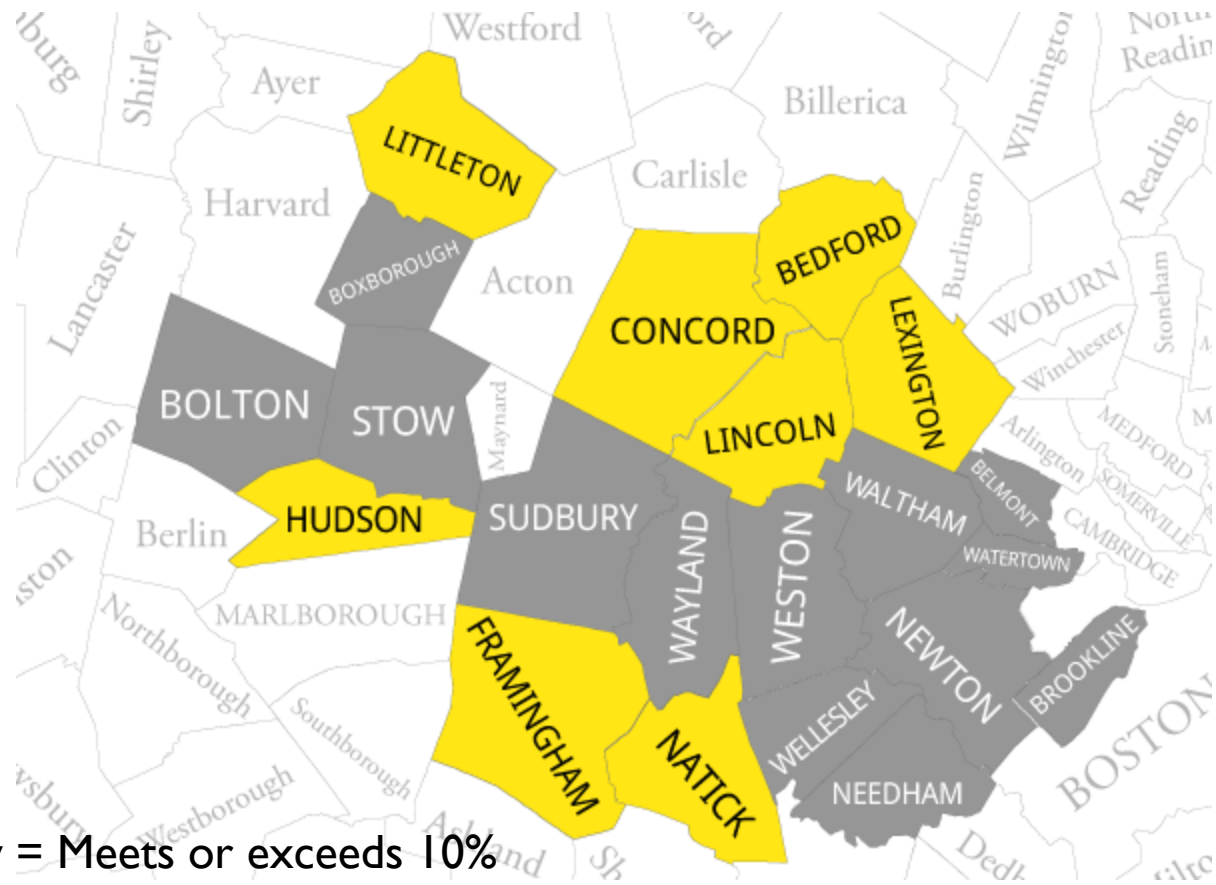 Westford
Shirley
Ayer
Billerica
Wilmington
Reading
LITTLETON
Carlisle
Harvard
Reading
Lancaster
BOXBOROUGH
Acton
BEDFORD
Burlington
WOBURN
Stoneham
CONCORD
LEXINGTON
Winchester
BOLTON
STOW
Maynard
LINCOLN
Arlington
MEDFORD
Clinton
HUDSON
SUDBURY
WALTHAM
BELMONT
SOMERVILLE
CAMBRIDGE
Berlin
WATERTOWN
WAYLAND
WESTON
MARLBOROUGH
Northborough
FRAMINGHAM
NEWTON
BROOKLINE
Southborough
NATICK
WELLESLEY
NEEDHAM
BOSTON
Westborough
Ashland
= Meets or exceeds 10%